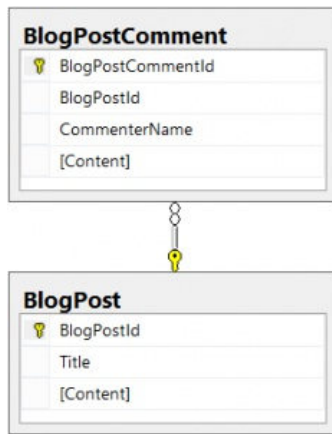 BlogPostComment
BlogPostCommentId
BlogPostId
CommenterName
[Content]
BlogPost
BlogPostId
Title
[Content]